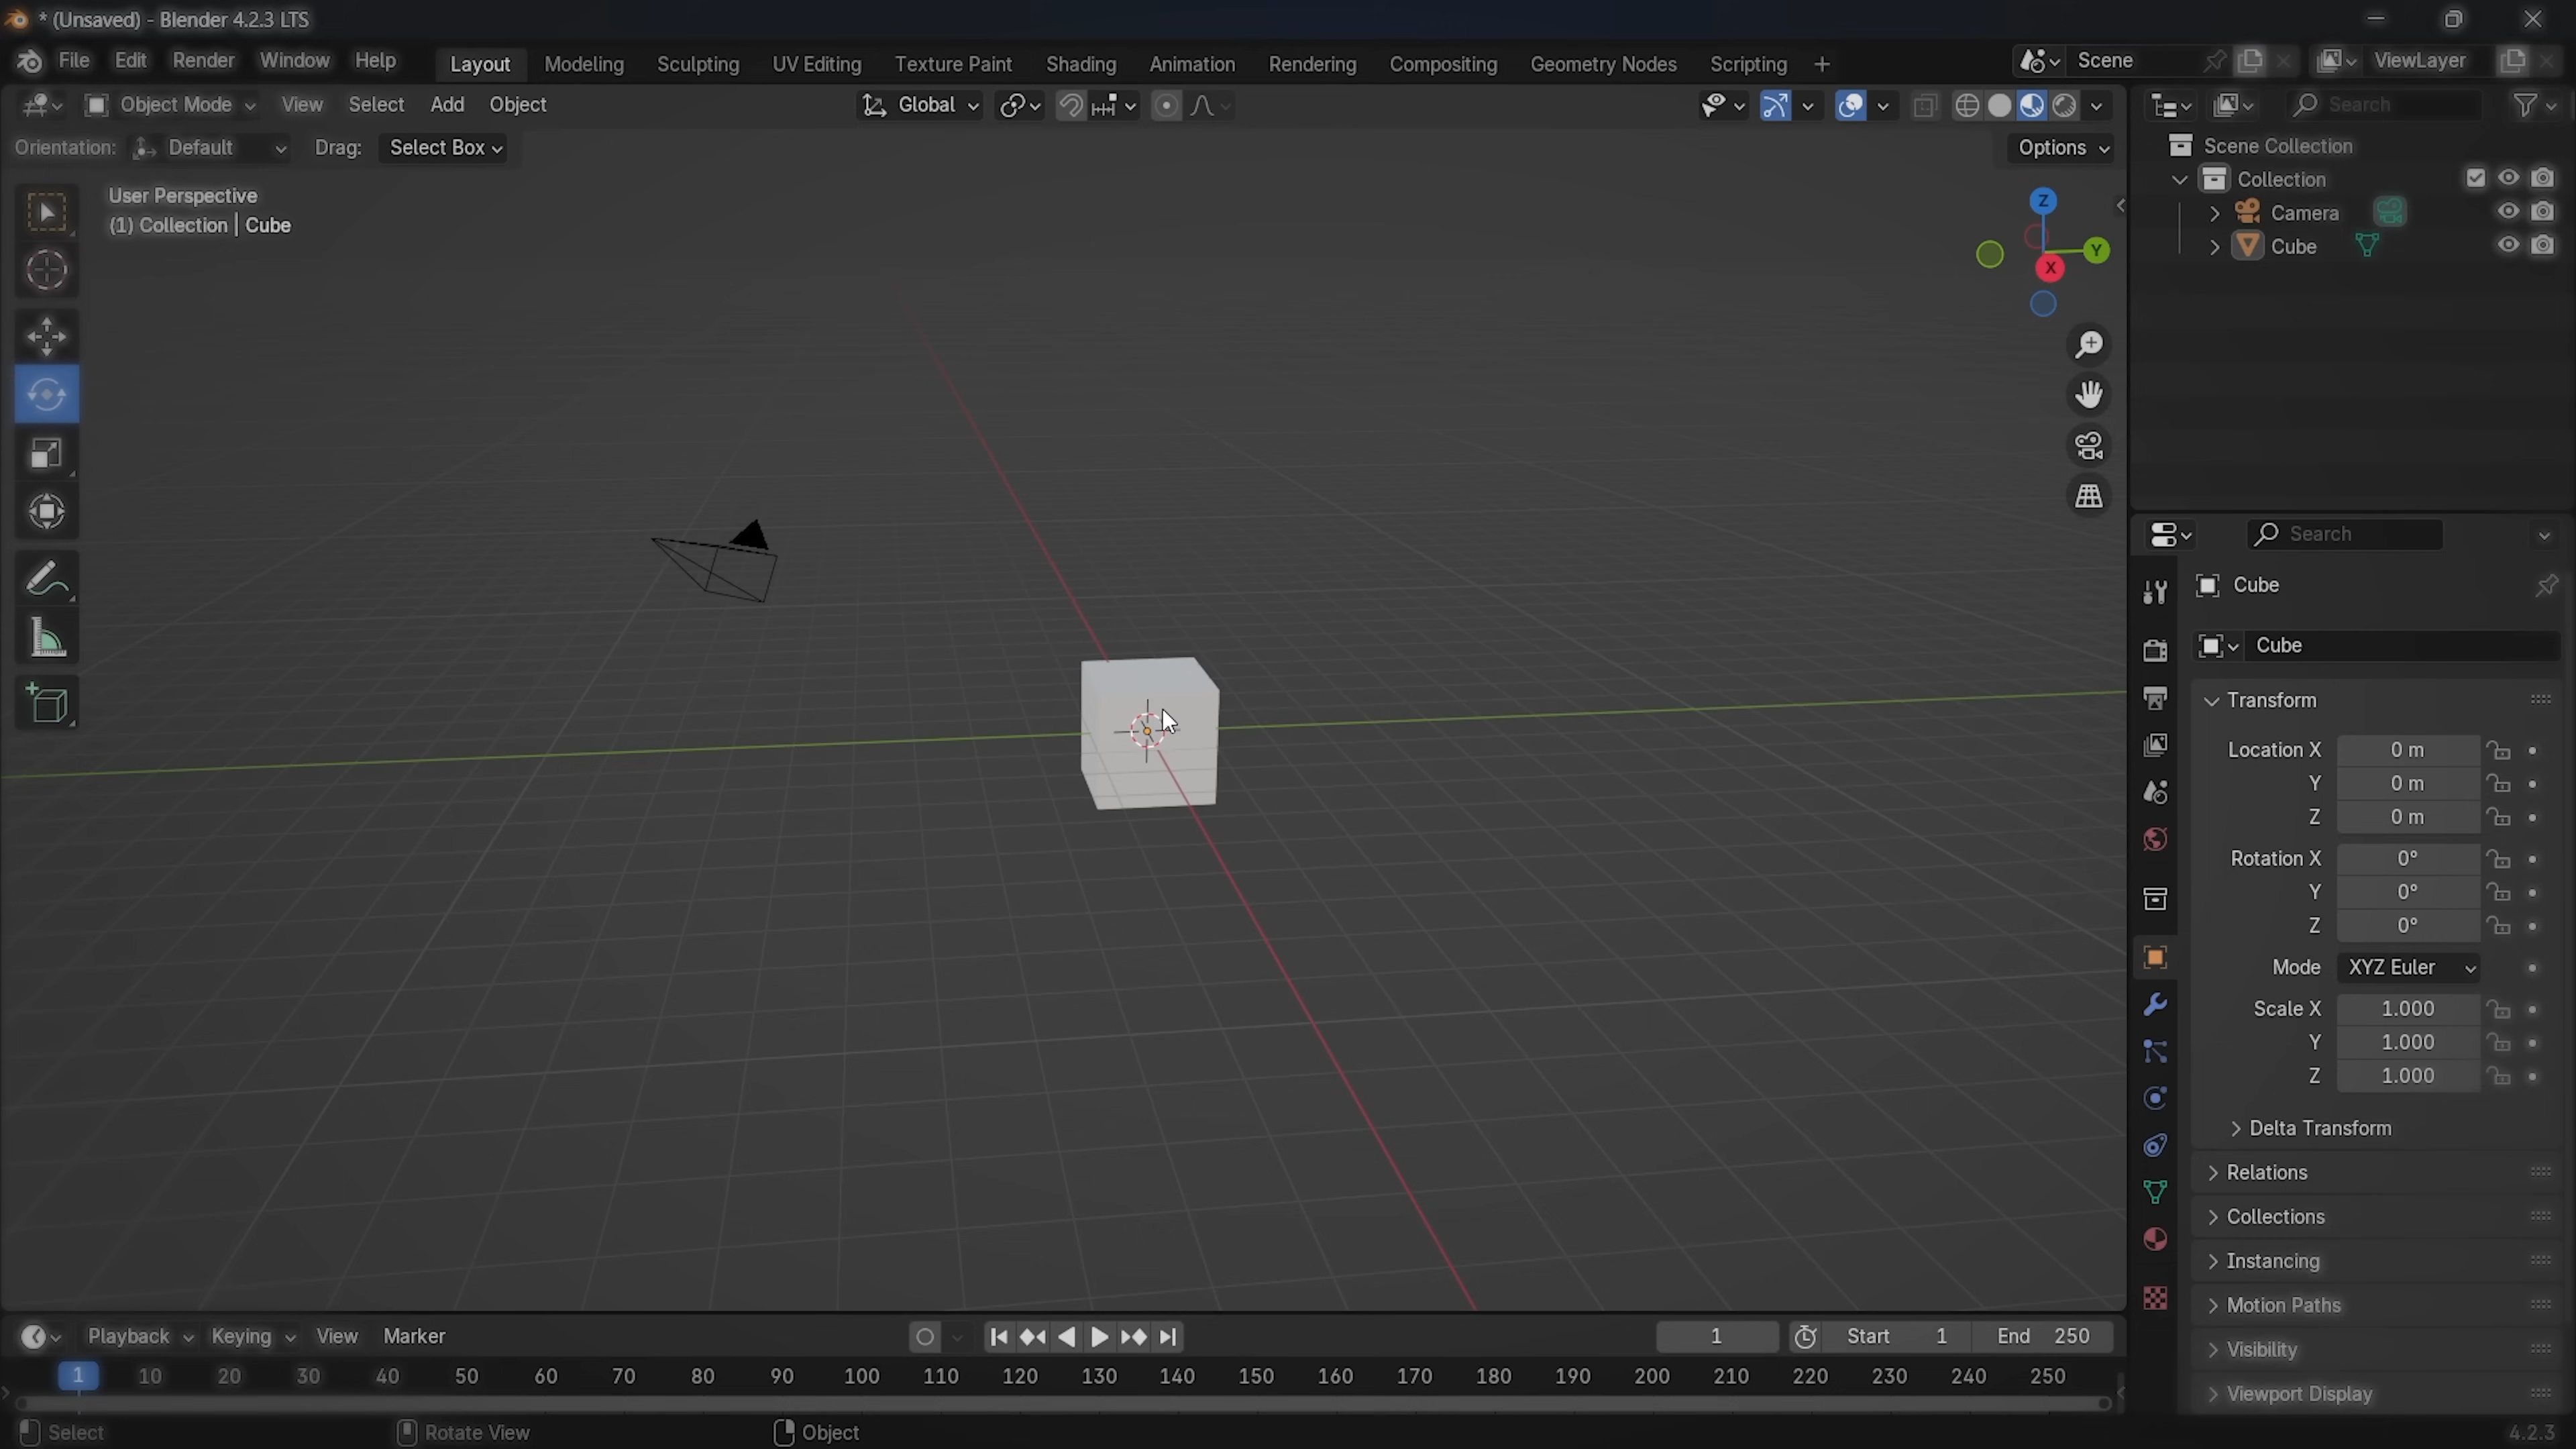 * (Unsaved) - Blender 4.2.3 LTS
File Edit Render Window Help Layout Modeling Sculpting UV Editing Texture Paint Shading Animation Rendering Compositing Geometry Nodes Scripting + Scene ViewLayer
Object Mode View Select Add Object Global Search
Orientation: Default Drag: Select Box Options
User Perspective
(1) Collection | Cube
Z
Y
X
Scene Collection
Collection
Camera
Cube
Search
Cube
Cube
Transform
Location X 0 m
Y 0 m
Z 0 m
Rotation X 0°
Y 0°
Z 0°
Mode XYZ Euler
Scale X 1.000
Y 1.000
Z 1.000
Delta Transform
Relations
Collections
Instancing
Motion Paths
Visibility
Viewport Display
Playback Keying View Marker 1 Start 1 End 250
1 10 20 30 40 50 60 70 80 90 100 110 120 130 140 150 160 170 180 190 200 210 220 230 240 250
Select Rotate View Object 4.2.3